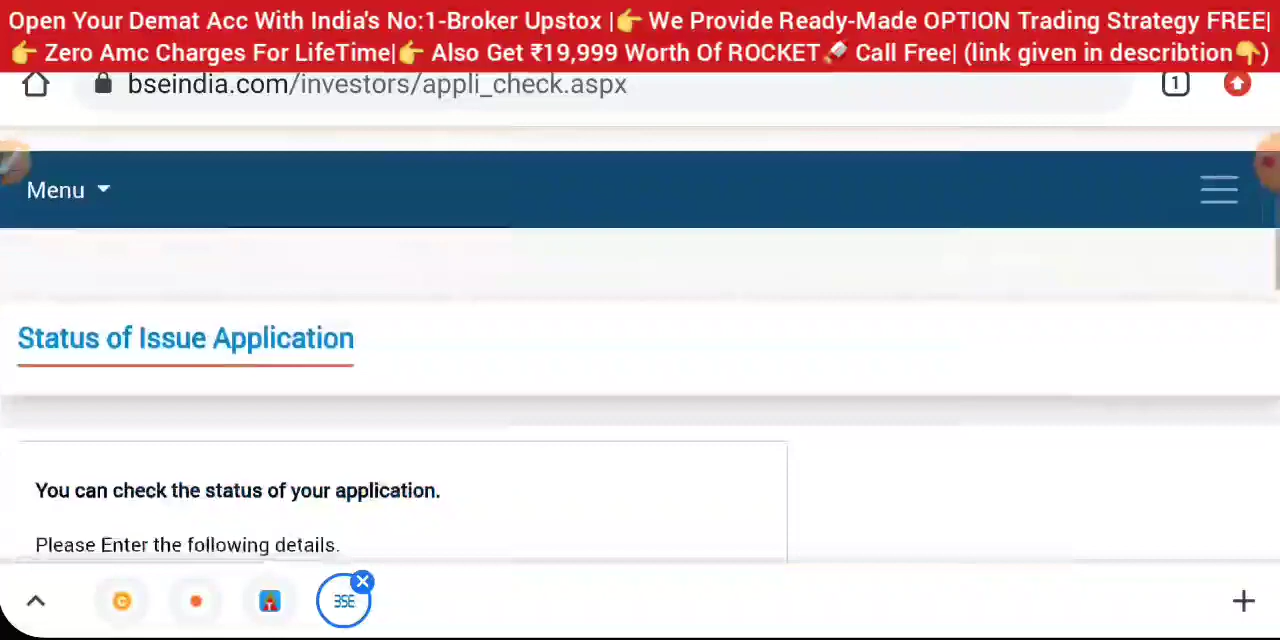 Open Your Demat Acc With India's No:1-Broker Upstox |👉 We Provide Ready-Made OPTION Trading Strategy FREE|
👉 Zero Amc Charges For LifeTime|👉 Also Get ₹19,999 Worth Of ROCKET🚀 Call Free| (link given in describtion👇)
bseindia.com/investors/appli_check.aspx
1
Menu
Status of Issue Application
You can check the status of your application.
Please Enter the following details.
BSE